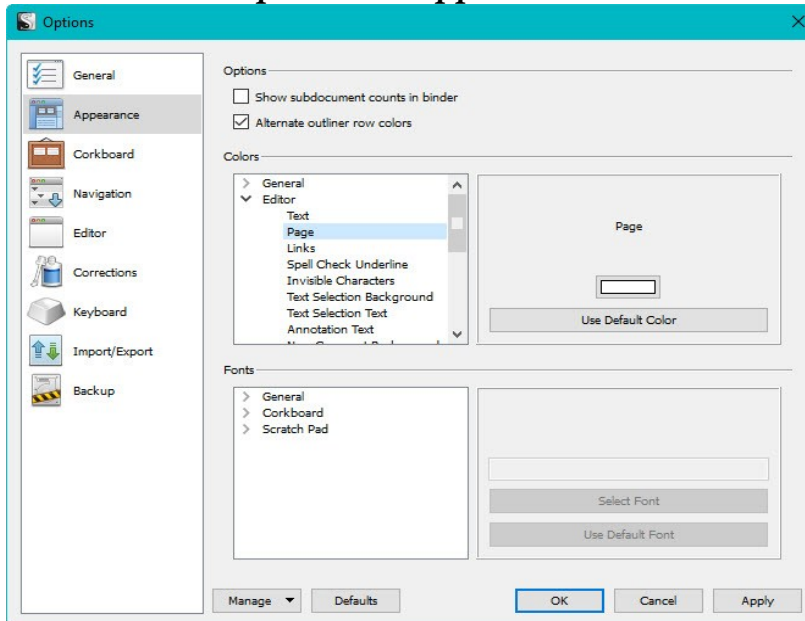 Options
General
Appearance
Corkboard
Navigation
Editor
Corrections
Keyboard
Import/Export
Backup
Options
Show subdocument counts in binder
Alternate outliner row colors
Colors
General
Editor
Text
Page
Links
Spell Check Underline
Invisible Characters
Text Selection Background
Text Selection Text
Annotation Text
Page
Use Default Color
Fonts
General
Corkboard
Scratch Pad
Select Font
Use Default Font
Manage
Defaults
OK
Cancel
Apply